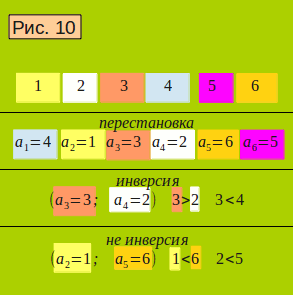 Рис. 10
1 2 3 4 5 6
перестановка
a₁=4 a₂=1 a₃=3 a₄=2 a₅=6 a₆=5
инверсия
(a₃=3; a₄=2) 3>2 3<4
не инверсия
(a₂=1; a₅=6) 1<6 2<5